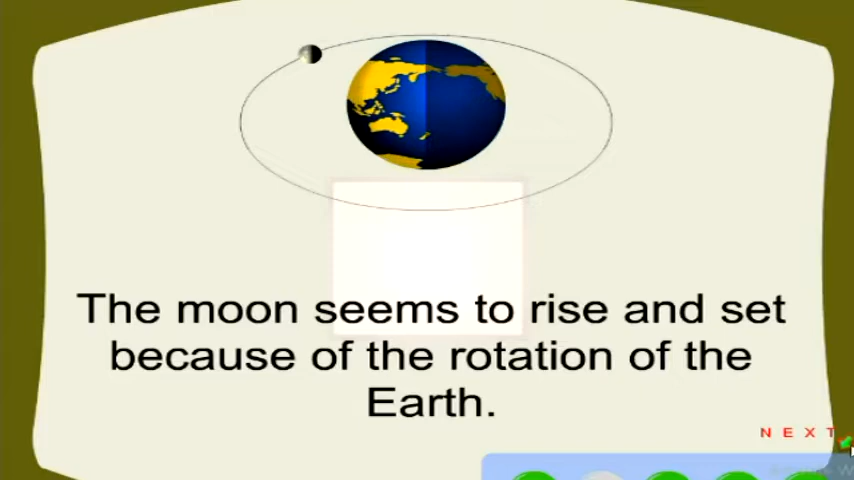 The moon seems to rise and set
because of the rotation of the
Earth.
NEXT